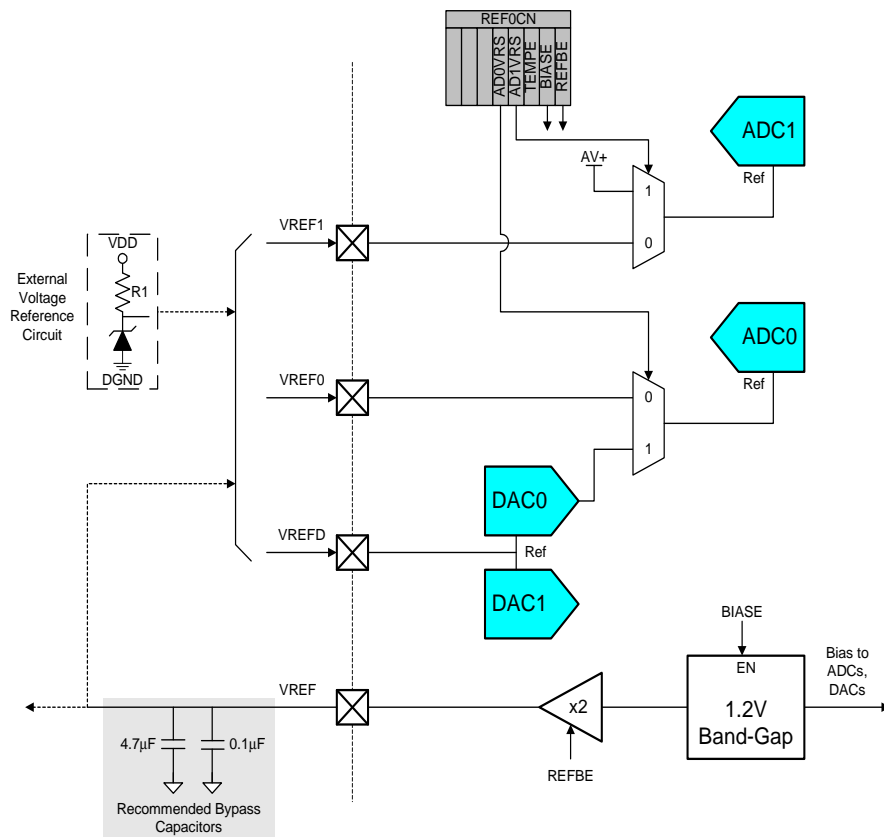 REF0CN
AD0VRS
AD1VRS
TEMPE
BIASE
REFBE
ADC1
Ref
AV+
1
0
VREF1
External
Voltage
Reference
Circuit
VDD
R1
DGND
ADC0
Ref
VREF0
0
1
DAC0
VREFD
Ref
DAC1
BIASE
EN
1.2V
Band-Gap
Bias to
ADCs,
DACs
VREF
x2
REFBE
4.7µF
0.1µF
Recommended Bypass
Capacitors